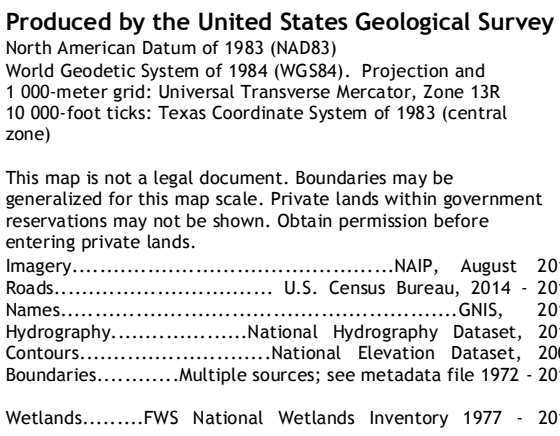 Produced by the United States Geological Survey
North American Datum of 1983 (NAD83)
World Geodetic System of 1984 (WGS84). Projection and
1 000-meter grid: Universal Transverse Mercator, Zone 13R
10 000-foot ticks: Texas Coordinate System of 1983 (central
zone)
This map is not a legal document. Boundaries may be
generalized for this map scale. Private lands within government
reservations may not be shown. Obtain permission before
entering private lands.
Imagery............................................NAIP, August
Roads.............................. U.S. Census Bureau, 2014 -
Names......................................................GNIS,
Hydrography...................National Hydrography Dataset,
Contours..........................National Elevation Dataset,
Boundaries...........Multiple sources; see metadata file 1972 -
Wetlands.........FWS National Wetlands Inventory 1977 -